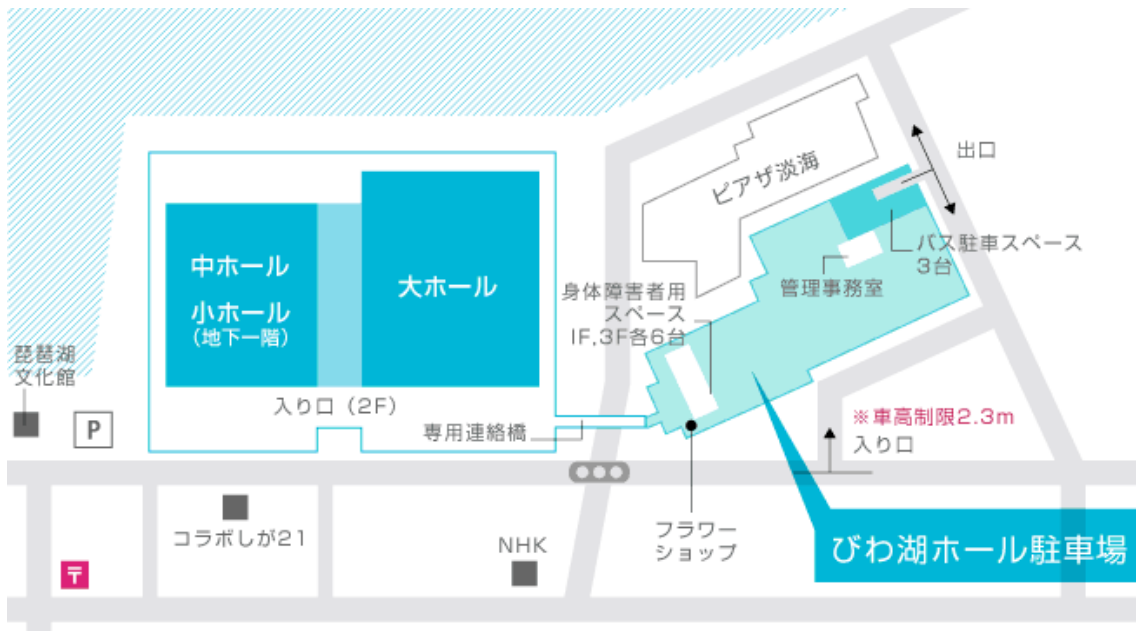 出口
ピアザ淡海
バス駐車スペース
3台
管理事務室
中ホール
小ホール
(地下一階)
大ホール
身体障害者用
スペース
IF,3F各6台
琵琶湖
文化館
P
入り口(2F)
専用連絡橋
※車高制限2.3m
入り口
コラボしが21
NHK
フラワー
ショップ
びわ湖ホール駐車場
〒